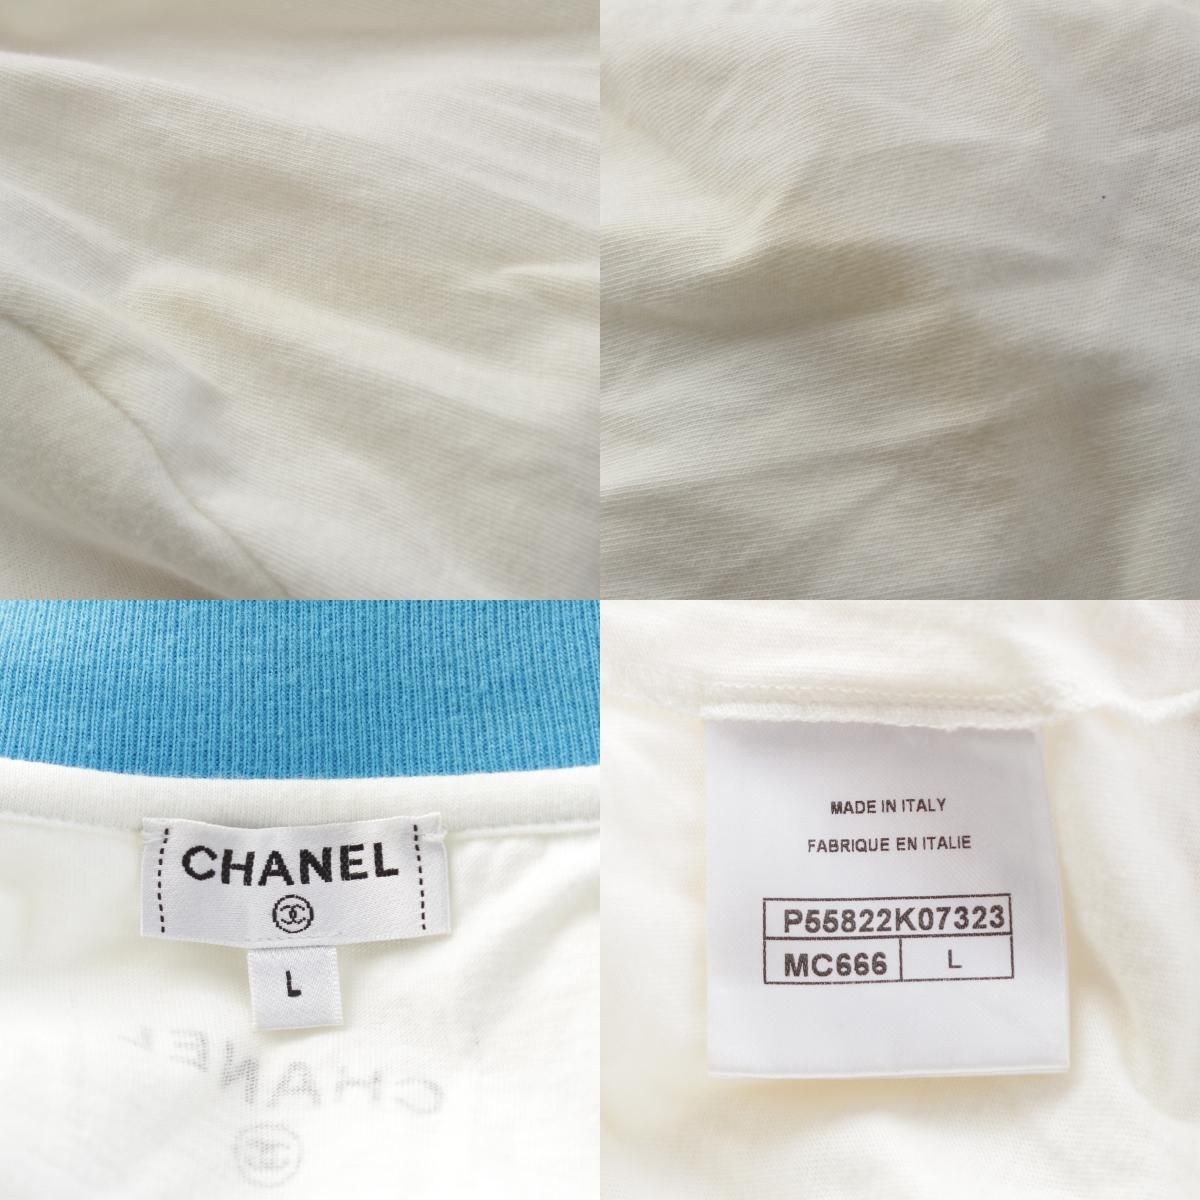 CHANEL
L
CHANEL
MADE IN ITALY
FABRIQUE EN ITALIE
P55822K07323
MC666 L